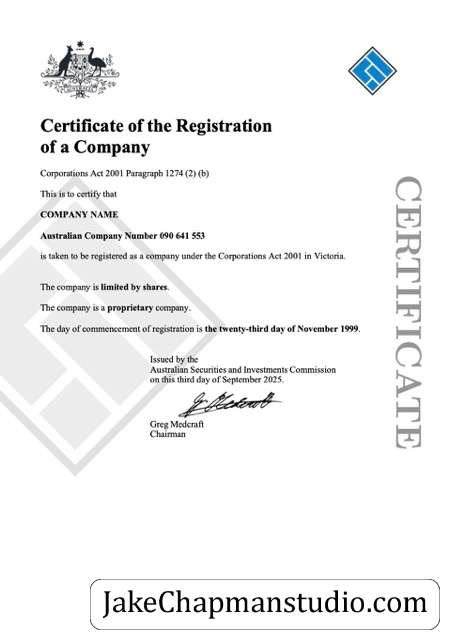 AUSTRALIA
Certificate of the Registration
of a Company
Corporations Act 2001 Paragraph 1274 (2) (b)
This is to certify that
COMPANY NAME
Australian Company Number 090 641 553
is taken to be registered as a company under the Corporations Act 2001 in Victoria.
The company is limited by shares.
The company is a proprietary company.
The day of commencement of registration is the twenty-third day of November 1999.
Issued by the
Australian Securities and Investments Commission
on this third day of September 2025.
Greg Medcraft
Chairman
CERTIFICATE
JakeChapmanstudio.com